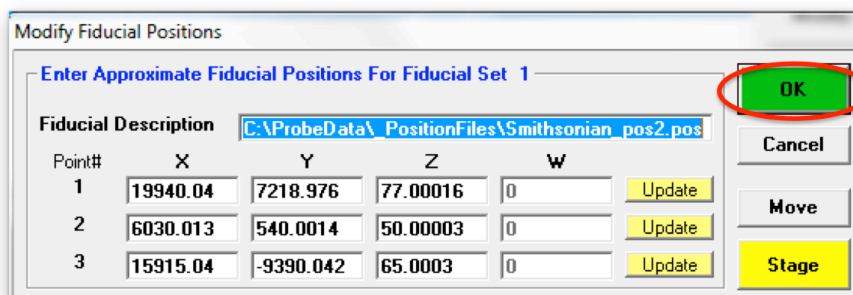 Modify Fiducial Positions
Enter Approximate Fiducial Positions For Fiducial Set 1
OK
Fiducial Description C:\ProbeData\_PositionFiles\Smithsonian_pos2.pos
Cancel
Point# X Y Z W
1 19940.04 7218.976 77.00016 0 Update
Move
2 6030.013 540.0014 50.00003 0 Update
3 15915.04 -9390.042 65.0003 0 Update
Stage